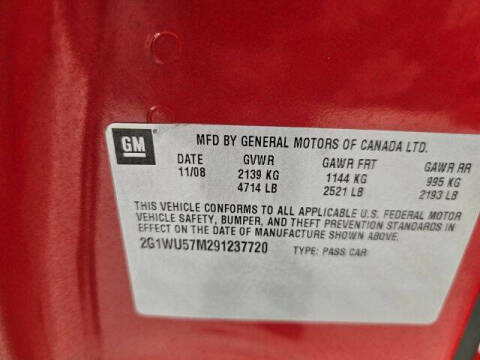 GM
MFD BY GENERAL MOTORS OF CANADA LTD.
DATE GVWR GAWR FRT GAWR RR
11/08 2139 KG 1144 KG 995 KG
4714 LB 2521 LB 2193 LB
THIS VEHICLE CONFORMS TO ALL APPLICABLE U.S. FEDERAL MOTOR
VEHICLE SAFETY, BUMPER, AND THEFT PREVENTION STANDARDS IN
EFFECT ON THE DATE OF MANUFACTURE SHOWN ABOVE.
2G1WU57M291237720 TYPE: PASS CAR